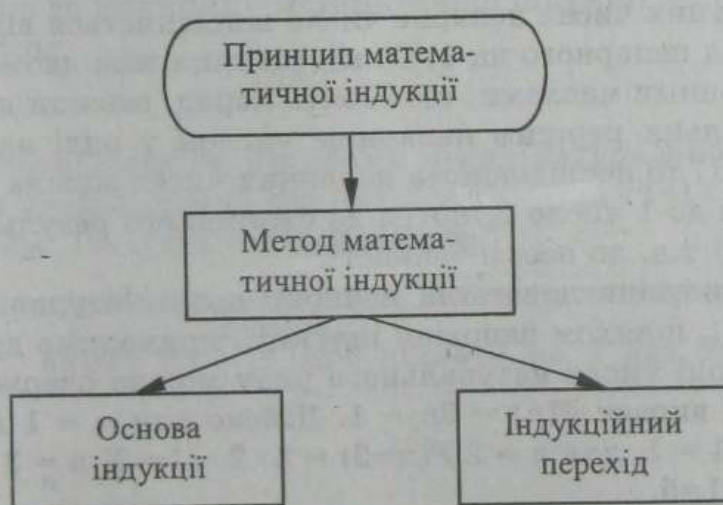 Принцип матема-
тичної індукції
Метод матема-
тичної індукції
Основа
індукції
Індукційний
перехід